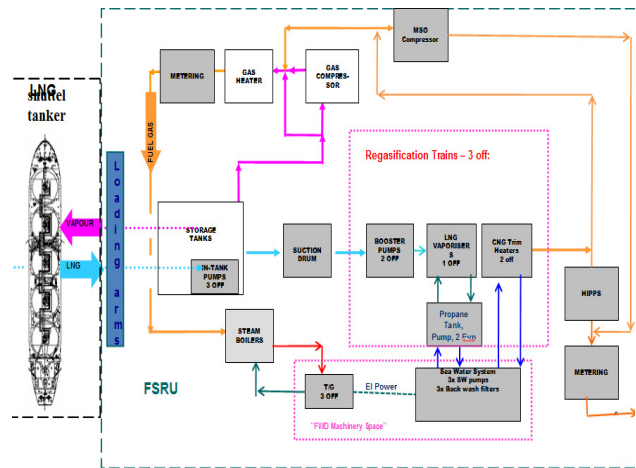 MSO
Compressor
METERING
GAS
HEATER
GAS
COMPRES-
SOR
LNG
shuttel
tanker
FUEL GAS
Loading arms
Regasification Trains – 3 off:
VAPOUR
LNG
STORAGE
TANKS
IN-TANK
PUMPS
3 OFF
SUCTION
DRUM
BOOSTER
PUMPS
2 OFF
LNG
VAPORISER
S
1 OFF
CNG Trim
Heaters
2 off
HIPPS
Propane
Tank,
Pump, 2 Evp
STEAM
BOILERS
METERING
FSRU
T/G
3 OFF
El Power
Sea Water System
3x SW pumps
3x Back wash filters
"FWD Machinery Space"